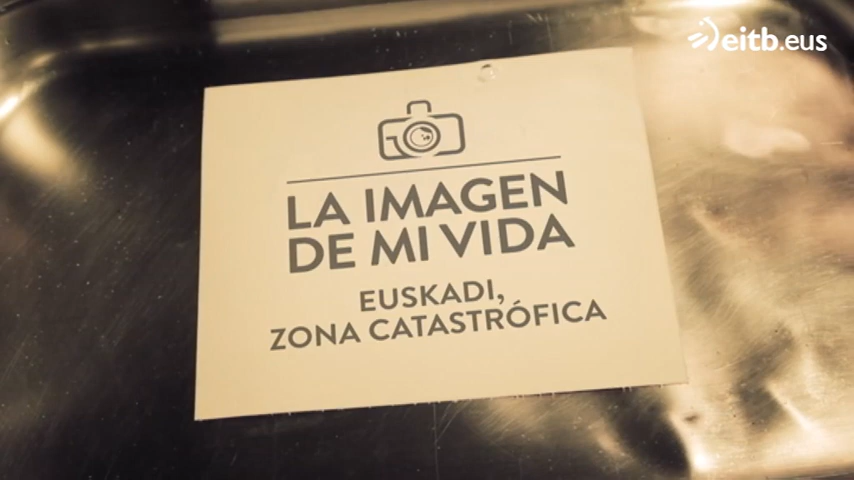 eitb.eus
LA IMAGEN
DE MI VIDA
EUSKADI,
ZONA CATASTRÓFICA